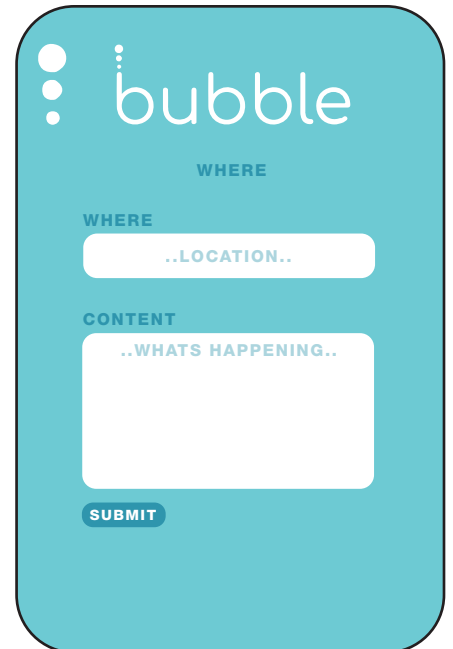 bubble
WHERE
WHERE
..LOCATION..
CONTENT
..WHATS HAPPENING..
SUBMIT